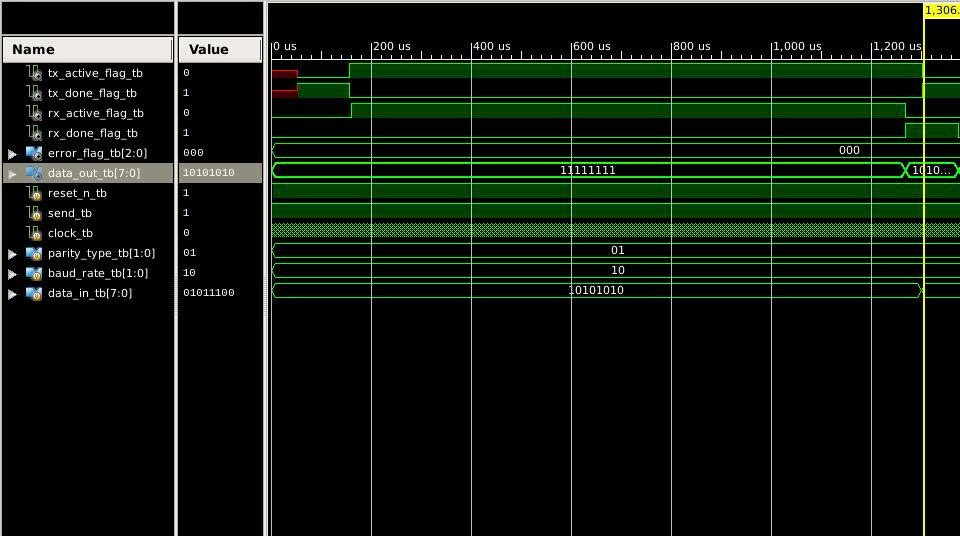 1,306.
Name Value
0 us 200 us 400 us 600 us 800 us 1,000 us 1,200 us
tx_active_flag_tb 0
tx_done_flag_tb 1
rx_active_flag_tb 0
rx_done_flag_tb 1
error_flag_tb[2:0] 000 000
data_out_tb[7:0] 10101010 11111111 1010...
reset_n_tb 1
send_tb 1
clock_tb 0
parity_type_tb[1:0] 01 01
baud_rate_tb[1:0] 10 10
data_in_tb[7:0] 01011100 10101010